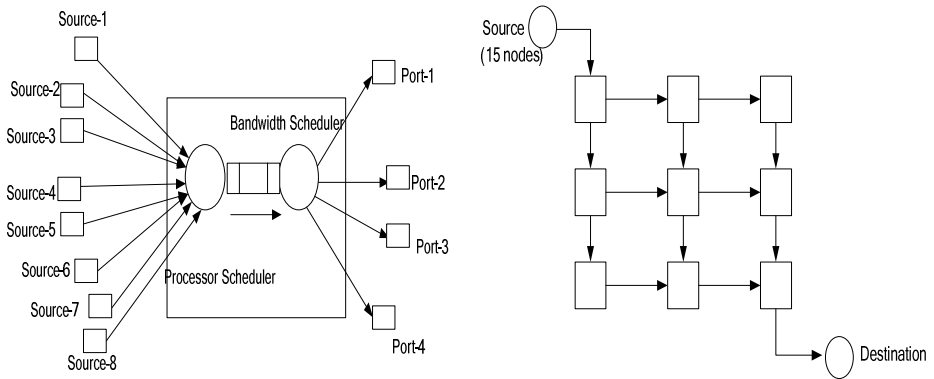 Source-1
Source-2
Source-3
Source-4
Source-5
Source-6
Source-7
Source-8
Bandwidth Scheduler
Processor Scheduler
Port-1
Port-2
Port-3
Port-4
Source
(15 nodes)
Destination